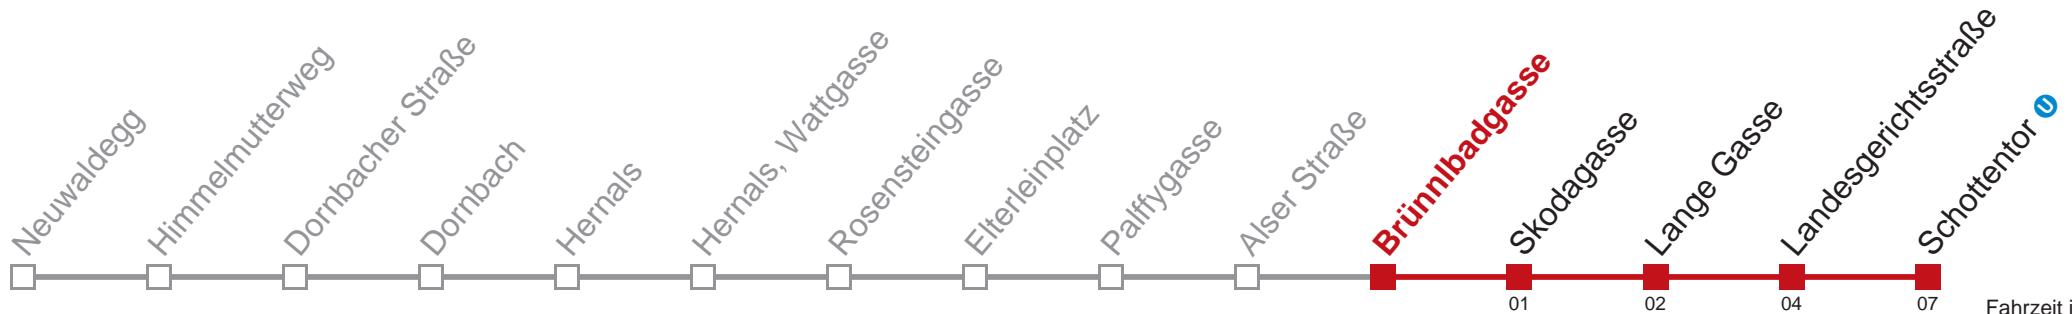 Neuwaldegg
Himmelmutterweg
Dornbacher Straße
Dornbach
Hernals
Hernals, Wattgasse
Rosensteingasse
Elterleinplatz
Palffygasse
Alser Straße
Brünnlbadgasse
Skodagasse
Lange Gasse
Landesgerichtsstraße
Schottentor U
01
02
04
07
Fahrzeit i